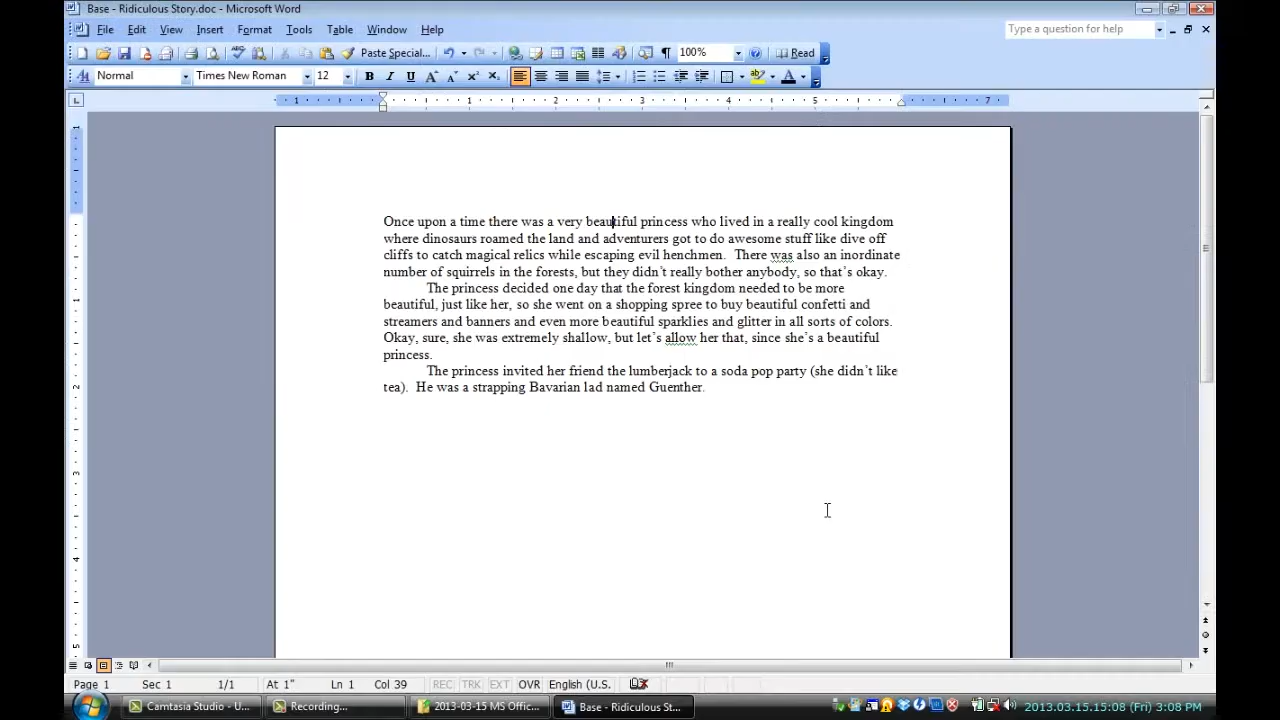 Base - Ridiculous Story.doc - Microsoft Word
File Edit View Insert Format Tools Table Window Help
Type a question for help
Paste Special... 100% Read
Normal Times New Roman 12
1 1 2 3 4 5 7
Once upon a time there was a very beautiful princess who lived in a really cool kingdom
where dinosaurs roamed the land and adventurers got to do awesome stuff like dive off
cliffs to catch magical relics while escaping evil henchmen. There was also an inordinate
number of squirrels in the forests, but they didn't really bother anybody, so that's okay.
The princess decided one day that the forest kingdom needed to be more
beautiful, just like her, so she went on a shopping spree to buy beautiful confetti and
streamers and banners and even more beautiful sparklies and glitter in all sorts of colors.
Okay, sure, she was extremely shallow, but let's allow her that, since she's a beautiful
princess.
The princess invited her friend the lumberjack to a soda pop party (she didn't like
tea). He was a strapping Bavarian lad named Guenther.
Page 1 Sec 1 1/1 At 1" Ln 1 Col 39 REC TRK EXT OVR English (U.S.
Camtasia Studio - U... Recording... 2013-03-15 MS Offic... Base - Ridiculous St... 2013.03.15.15:08 (Fri) 3:08 PM